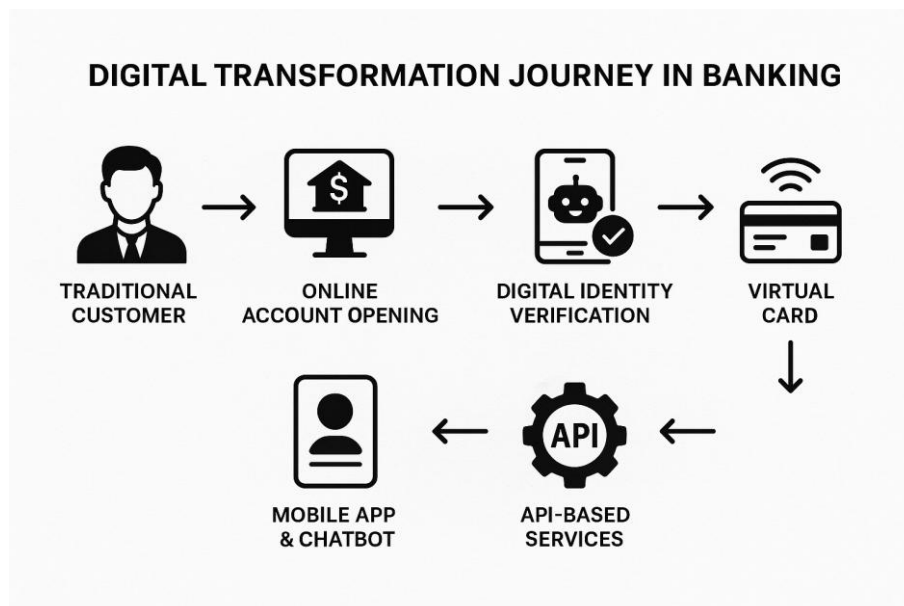 DIGITAL TRANSFORMATION JOURNEY IN BANKING
$
TRADITIONAL
CUSTOMER
ONLINE
ACCOUNT OPENING
DIGITAL IDENTITY
VERIFICATION
VIRTUAL
CARD
MOBILE APP
& CHATBOT
API
API-BASED
SERVICES